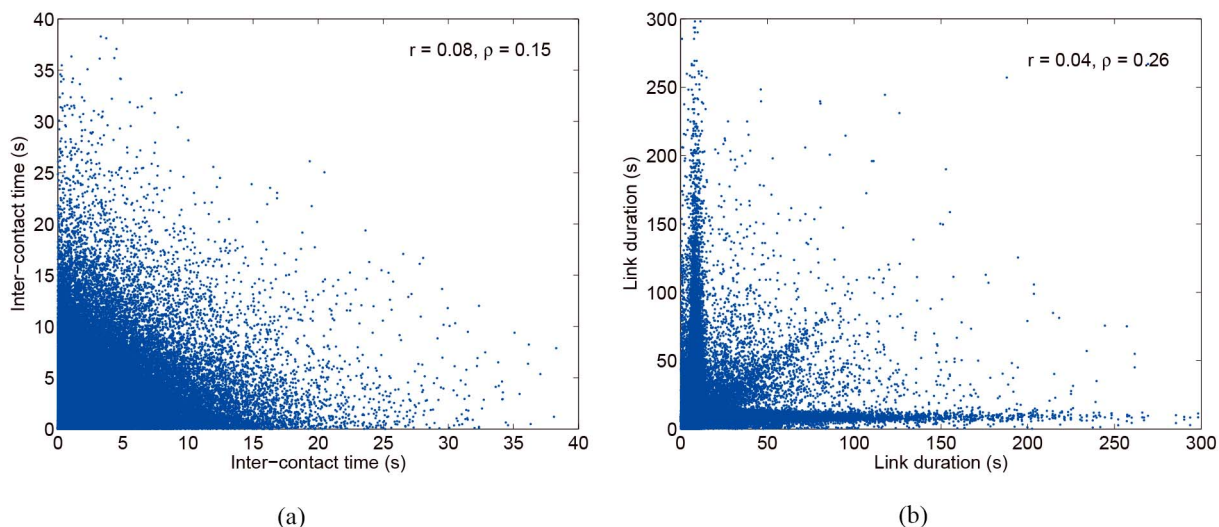 r = 0.08, ρ = 0.15
Inter−contact time (s)
40
35
30
25
20
15
10
5
0
0 5 10 15 20 25 30 35 40
Inter−contact time (s)
(a)
r = 0.04, ρ = 0.26
Link duration (s)
300
250
200
150
100
50
0
0 50 100 150 200 250 300
Link duration (s)
(b)